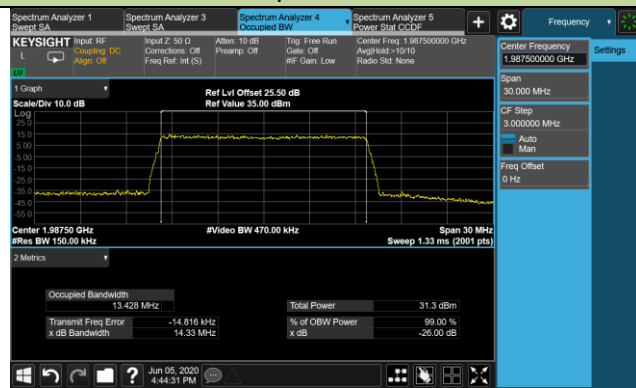 Spectrum Analyzer 1
Swept SA
Spectrum Analyzer 3
Swept SA
Spectrum Analyzer 4
Occupied BW
Spectrum Analyzer 5
Power Stat CCDF
Frequency
KEYSIGHT
L
Input: RF
Coupling: DC
Align: Off
Input Z: 50 Ω
Corrections: Off
Freq Ref: Int (S)
Atten: 10 dB
Preamp: Off
Trig: Free Run
Gate: Off
#IF Gain: Low
Center Freq: 1.987500000 GHz
Avg|Hold:>10/10
Radio Std: None
Center Frequency
1.987500000 GHz
Settings
Span
30.000 MHz
CF Step
3.000000 MHz
Auto
Man
Freq Offset
0 Hz
1 Graph
Scale/Div 10.0 dB
Ref Lvl Offset 25.50 dB
Ref Value 35.00 dBm
Log
25.0
15.0
5.00
-5.00
-15.0
-25.0
-35.0
-45.0
-55.0
Center 1.98750 GHz
#Res BW 150.00 kHz
#Video BW 470.00 kHz
Span 30 MHz
Sweep 1.33 ms (2001 pts)
2 Metrics
Occupied Bandwidth
13.428 MHz
Total Power 31.3 dBm
Transmit Freq Error -14.816 kHz
% of OBW Power 99.00 %
x dB Bandwidth 14.33 MHz
x dB -26.00 dB
Jun 05, 2020
4:44:31 PM